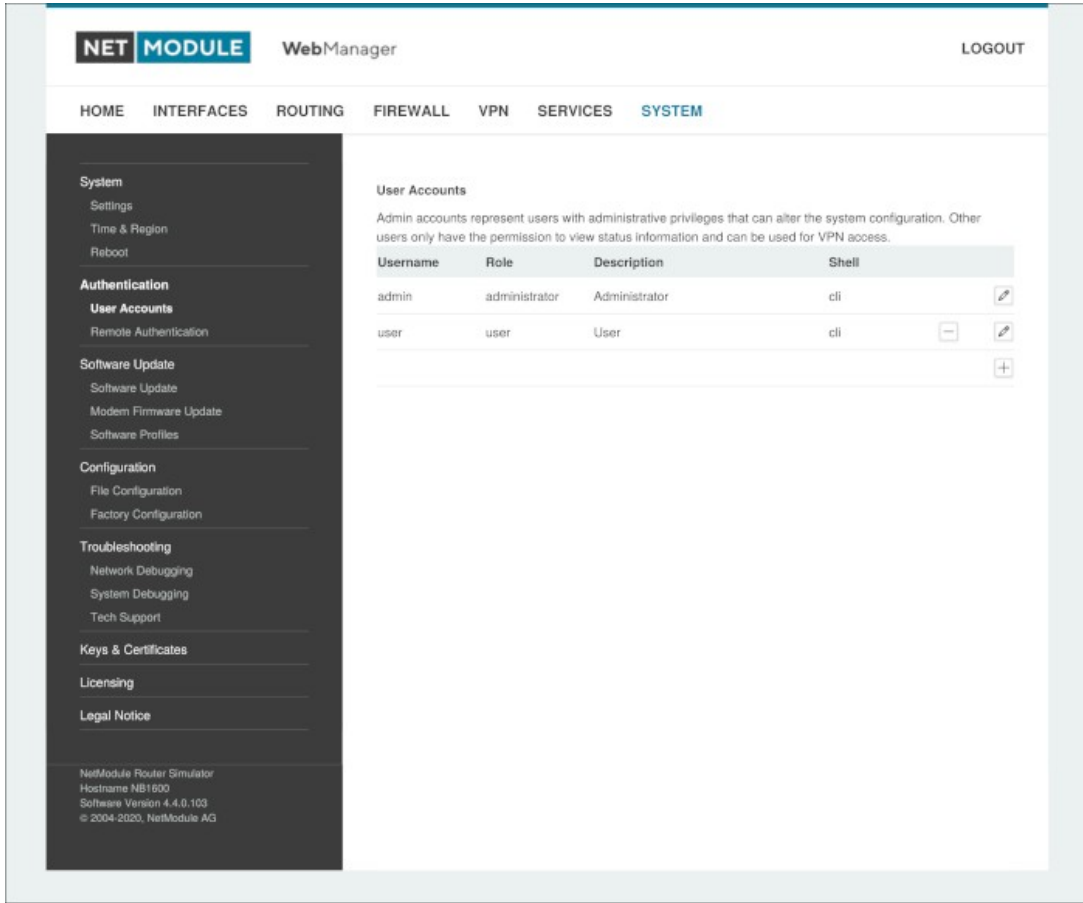 NET MODULE WebManager LOGOUT
HOME INTERFACES ROUTING FIREWALL VPN SERVICES SYSTEM
System
Settings
Time & Region
Reboot
Authentication
User Accounts
Remote Authentication
Software Update
Software Update
Modem Firmware Update
Software Profiles
Configuration
File Configuration
Factory Configuration
Troubleshooting
Network Debugging
System Debugging
Tech Support
Keys & Certificates
Licensing
Legal Notice
NetModule Router Simulator
Hostname NB1600
Software Version 4.4.0.103
© 2004-2020, NetModule AG
User Accounts
Admin accounts represent users with administrative privileges that can alter the system configuration. Other
users only have the permission to view status information and can be used for VPN access.
Username Role Description Shell
admin administrator Administrator cli
user user User cli